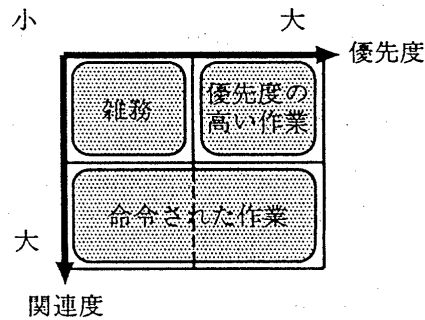 小 大
優先度
雑務
優先度の
高い作業
命令された作業
大
関連度